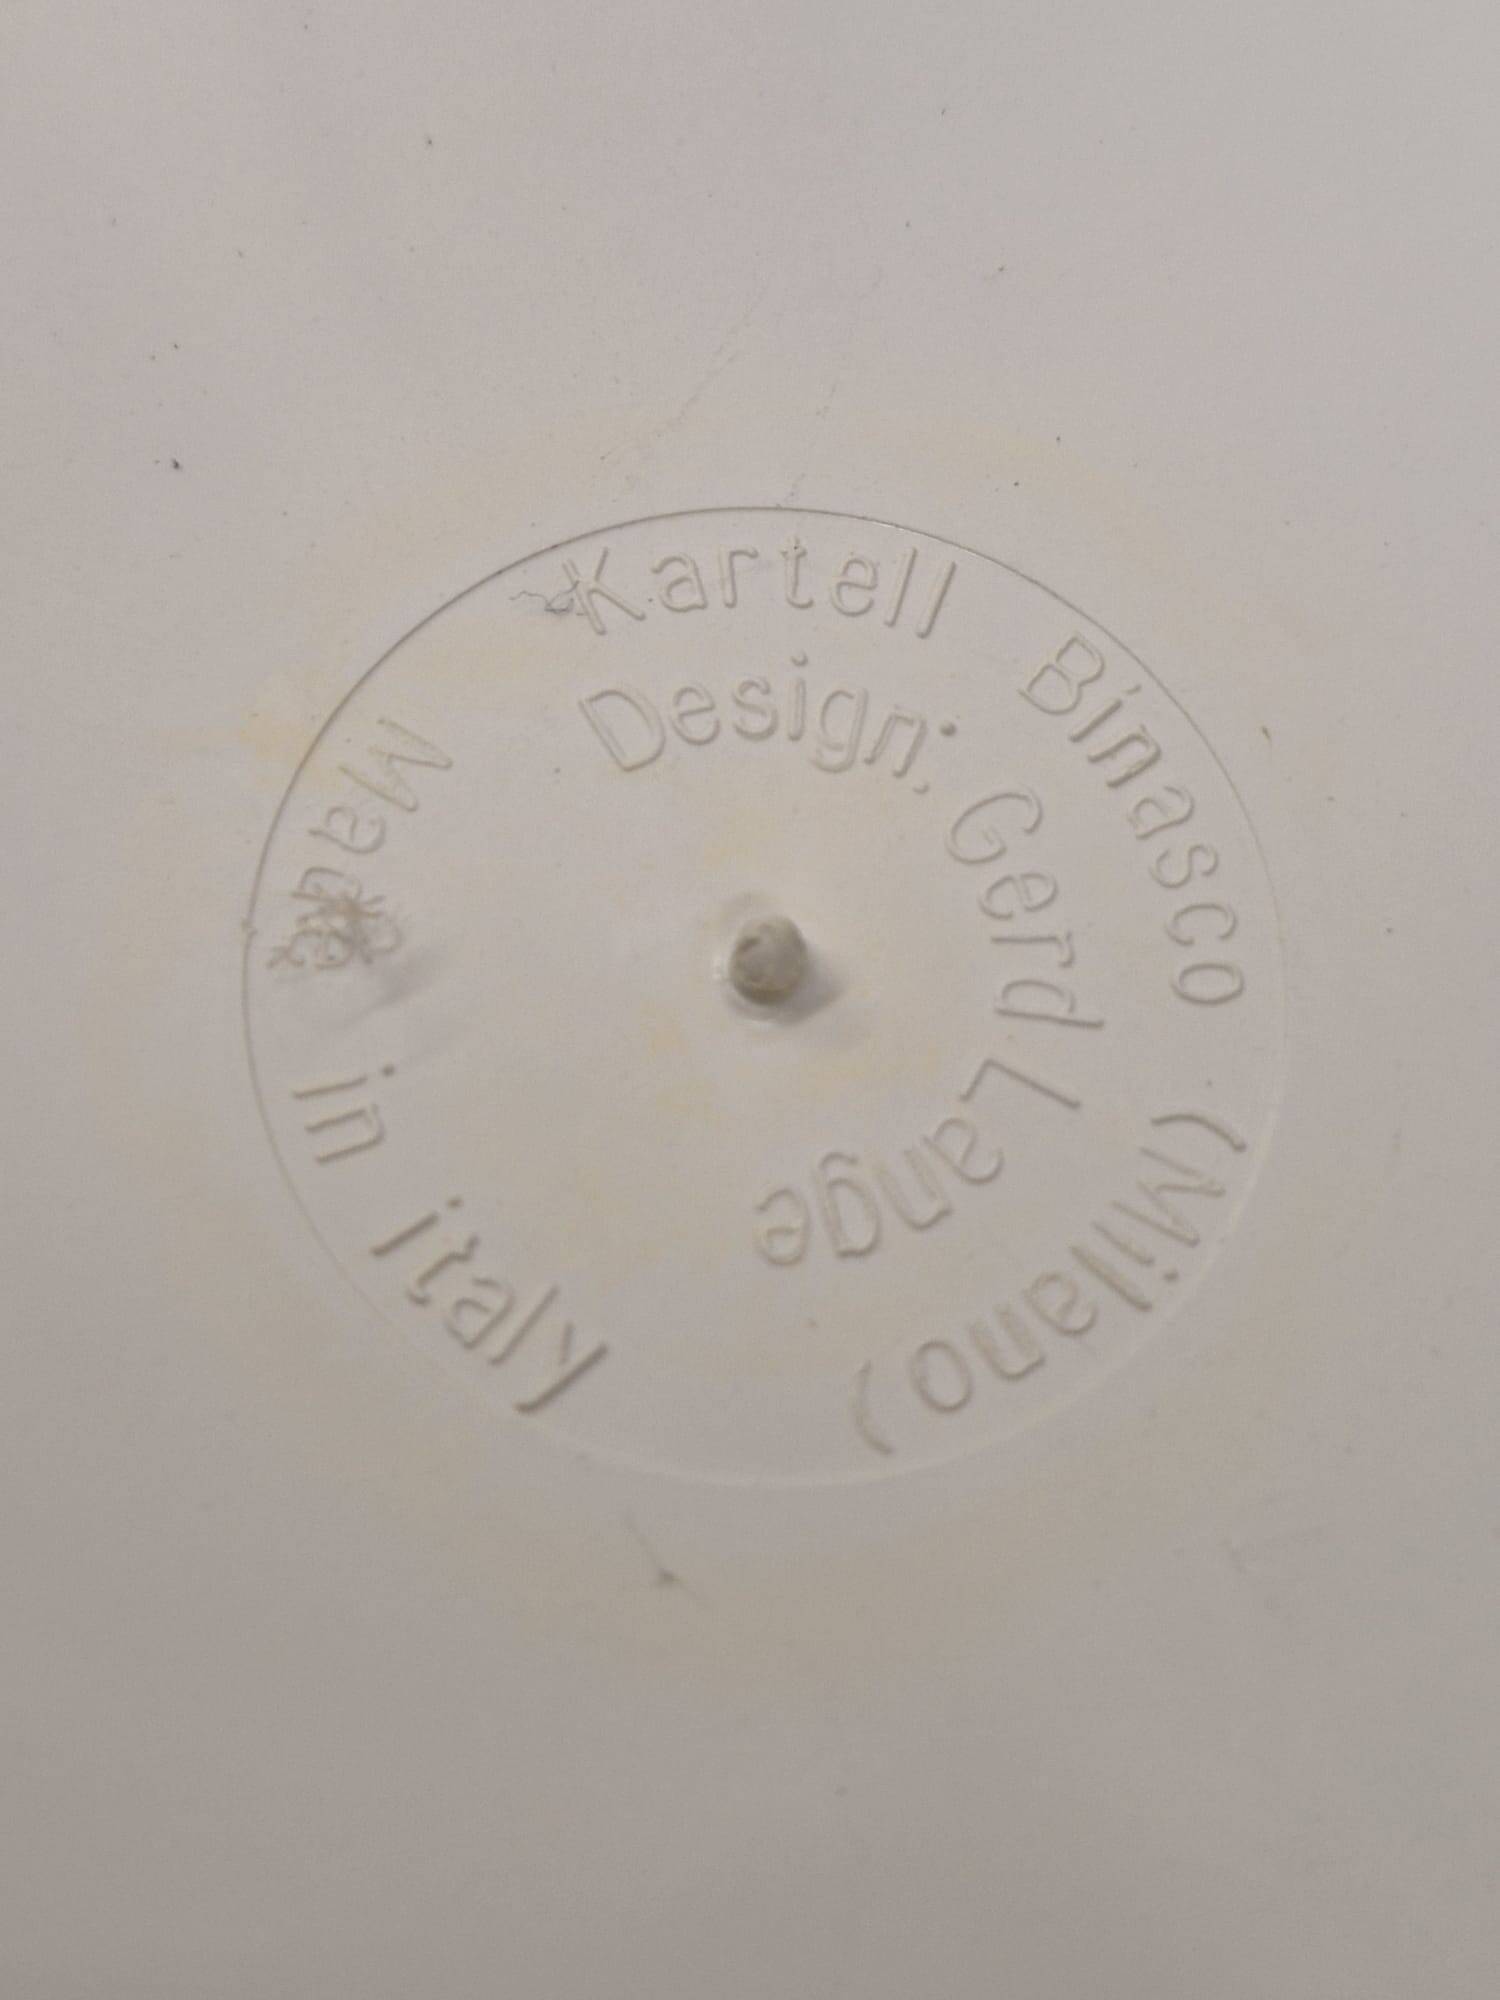 Kartell Binasco (Milano)
Made in italy
Design: Gerd Lange